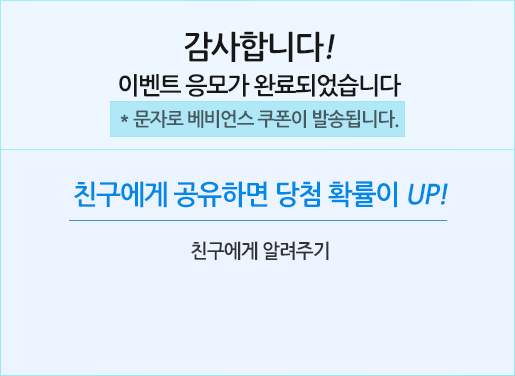 감사합니다!
이벤트 응모가 완료되었습니다
* 문자로 베비언스 쿠폰이 발송됩니다.
친구에게 공유하면 당첨 확률이 UP!
친구에게 알려주기